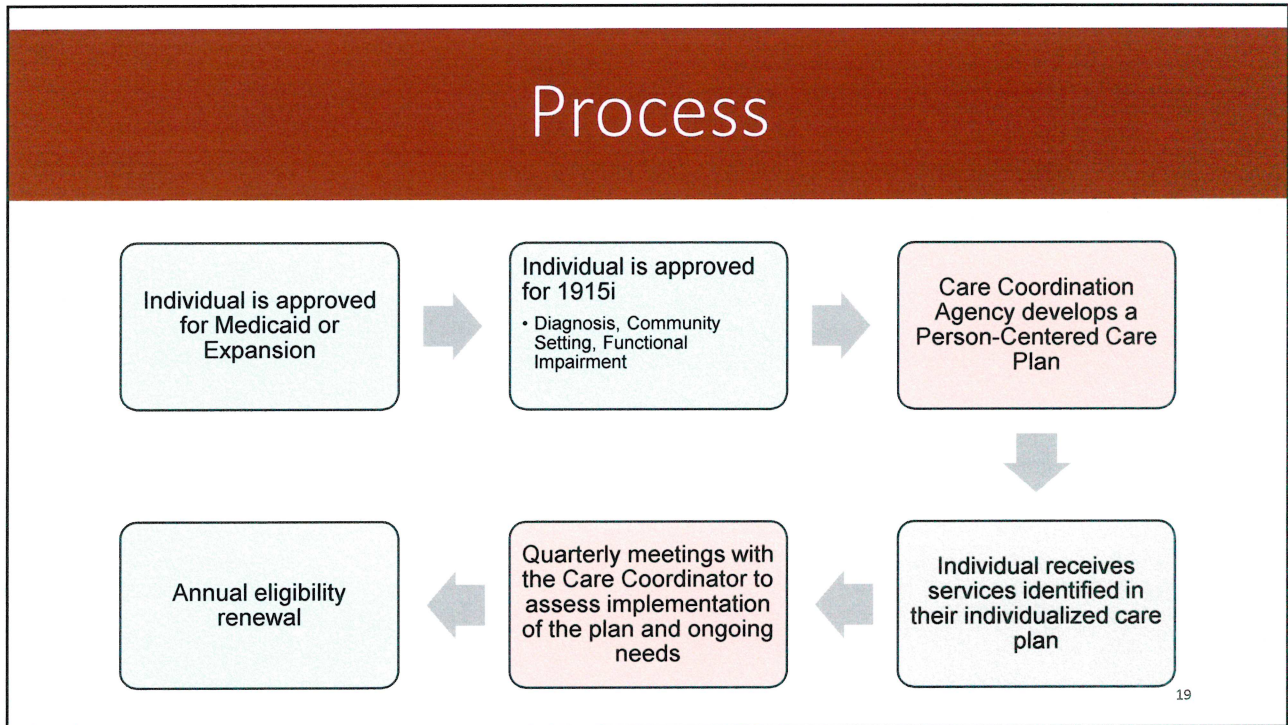 Process
Individual is approved
for Medicaid or
Expansion
Individual is approved
for 1915i
• Diagnosis, Community
Setting, Functional
Impairment
Care Coordination
Agency develops a
Person-Centered Care
Plan
Individual receives
services identified in
their individualized care
plan
Quarterly meetings with
the Care Coordinator to
assess implementation
of the plan and ongoing
needs
Annual eligibility
renewal
19